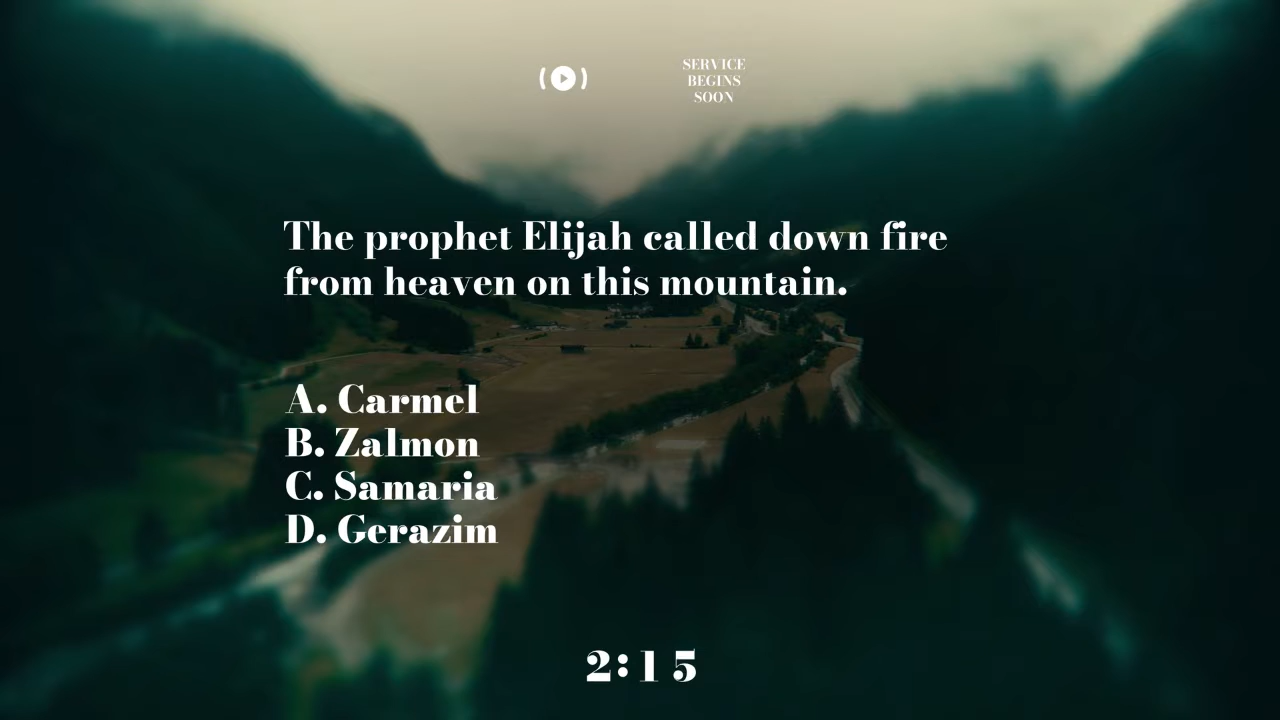 SERVICE
BEGINS
SOON
The prophet Elijah called down fire
from heaven on this mountain.
A. Carmel
B. Zalmon
C. Samaria
D. Gerazim
2:15